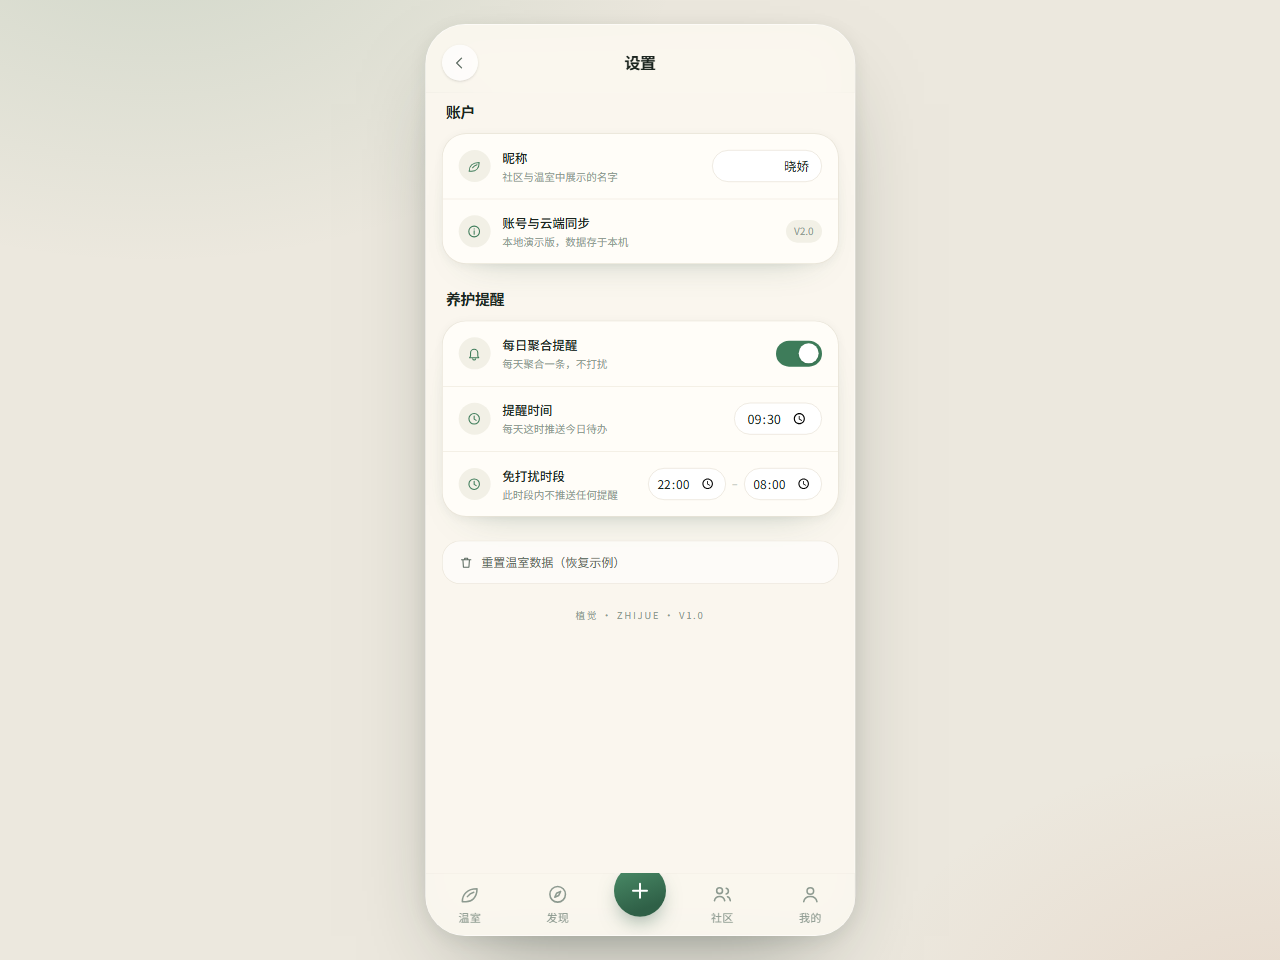 设置
账户
昵称
社区与温室中展示的名字
晓娇
账号与云端同步
本地演示版，数据存于本机
V2.0
养护提醒
每日聚合提醒
每天聚合一条，不打扰
提醒时间
每天这时推送今日待办
09:30
免打扰时段
此时段内不推送任何提醒
22:00 – 08:00
重置温室数据（恢复示例）
植觉 · ZHIJUE · V1.0
温室 发现 社区 我的